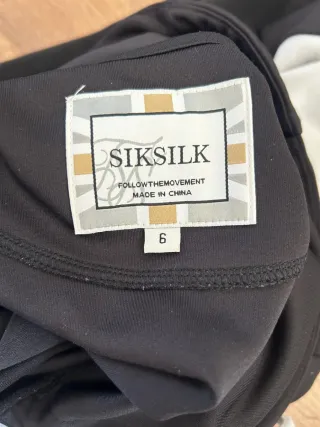 SIKSILK
FOLLOWTHEMOVEMENT
MADE IN CHINA
6